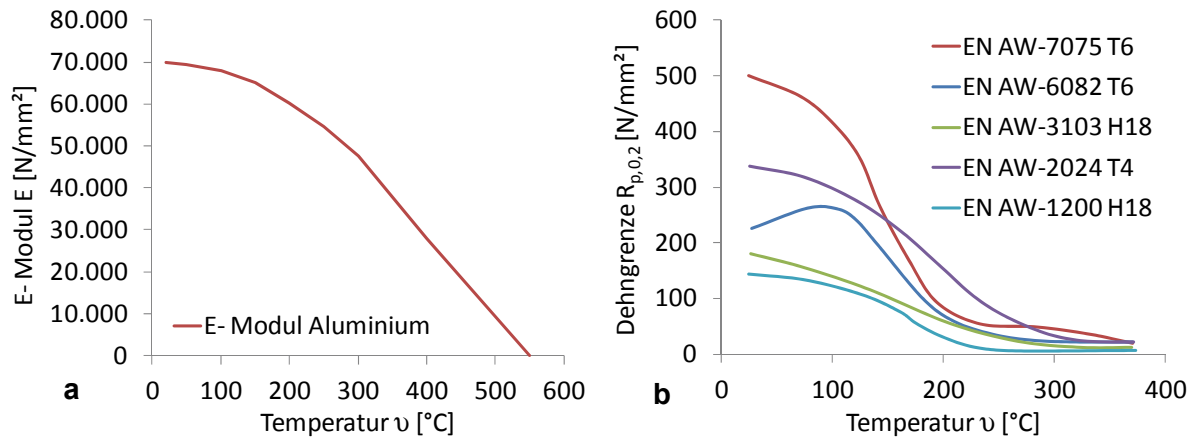 80.000
70.000
60.000
50.000
40.000
30.000
20.000
10.000
0
E- Modul E [N/mm²]
E- Modul Aluminium
0 100 200 300 400 500 600
a
Temperatur υ [°C]
600
500
400
300
200
100
0
Dehngrenze Rp,0,2 [N/mm²]
EN AW-7075 T6
EN AW-6082 T6
EN AW-3103 H18
EN AW-2024 T4
EN AW-1200 H18
0 100 200 300 400
b
Temperatur υ [°C]